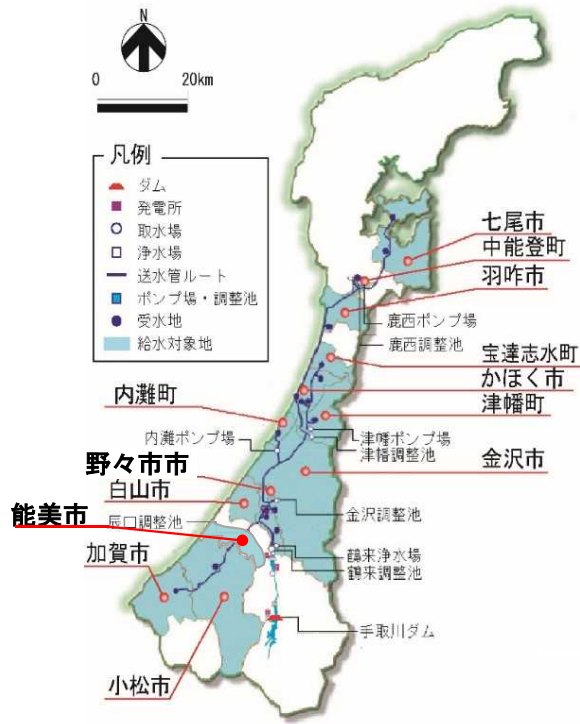 N
0 20km
凡例
ダム
発電所
取水場
浄水場
送水管ルート
ポンプ場・調整池
受水地
給水対象地
七尾市
中能登町
羽咋市
鹿西ポンプ場
鹿西調整池
宝達志水町
かほく市
津幡町
内灘町
内灘ポンプ場
津幡ポンプ場
津幡調整池
野々市市
金沢市
白山市
能美市
辰口調整池
金沢調整池
加賀市
鶴来浄水場
鶴来調整池
手取川ダム
小松市